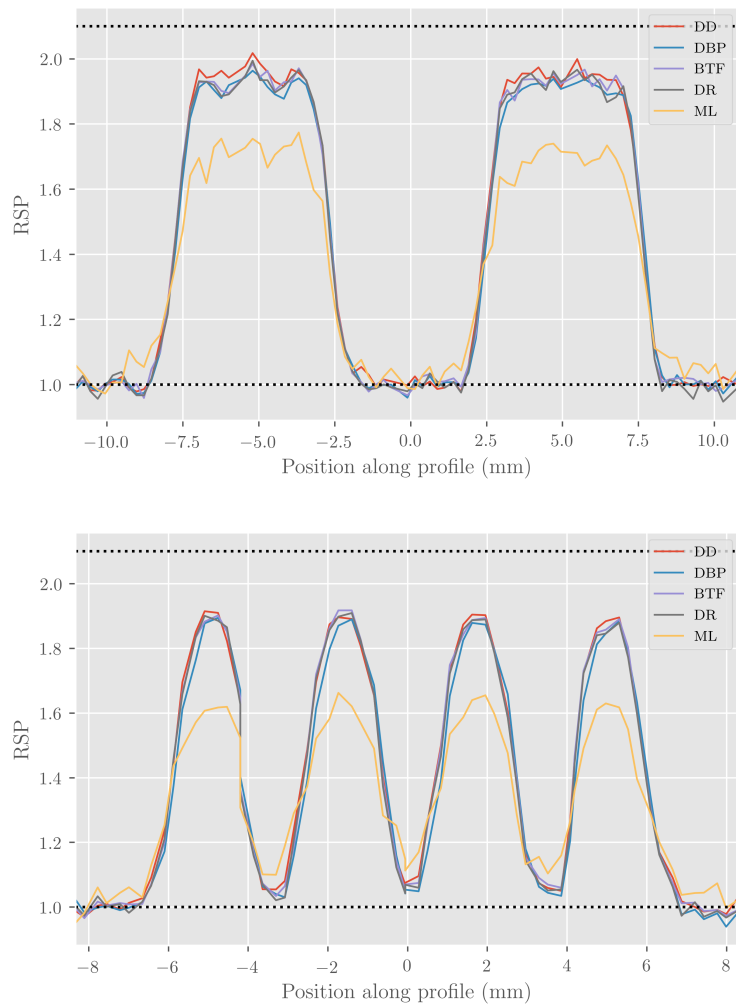 2.0
1.8
1.6
1.4
1.2
1.0
RSP
DD
DBP
BTF
DR
ML
−10.0 −7.5 −5.0 −2.5 0.0 2.5 5.0 7.5 10.0
Position along profile (mm)
2.0
1.8
1.6
1.4
1.2
1.0
RSP
DD
DBP
BTF
DR
ML
−8 −6 −4 −2 0 2 4 6 8
Position along profile (mm)